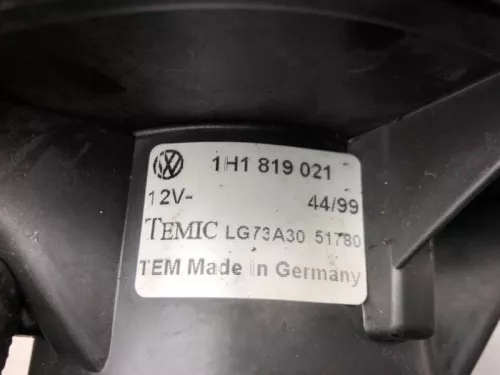 1H1 819 021
12V- 44/99
TEMIC LG73A30 51780
TEM Made In Germany